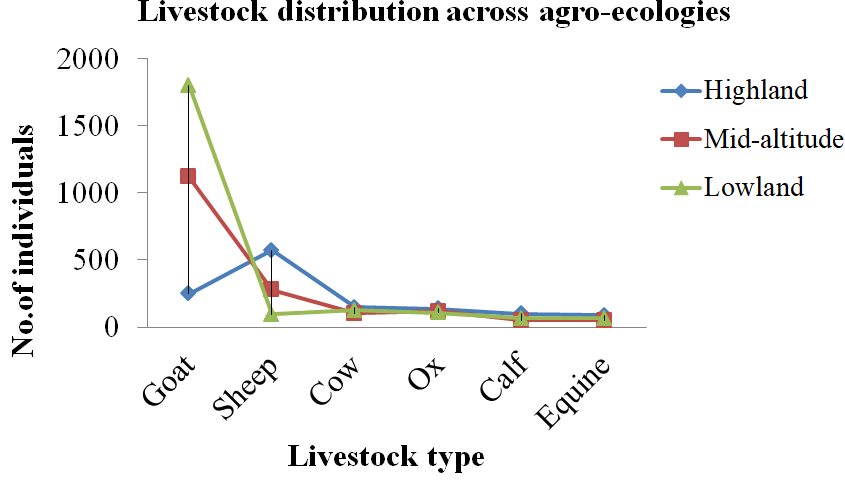 Livestock distribution across agro-ecologies
2000
1500
1000
500
0
No.of individuals
Goat
Sheep
Cow
Ox
Calf
Equine
Livestock type
Highland
Mid-altitude
Lowland